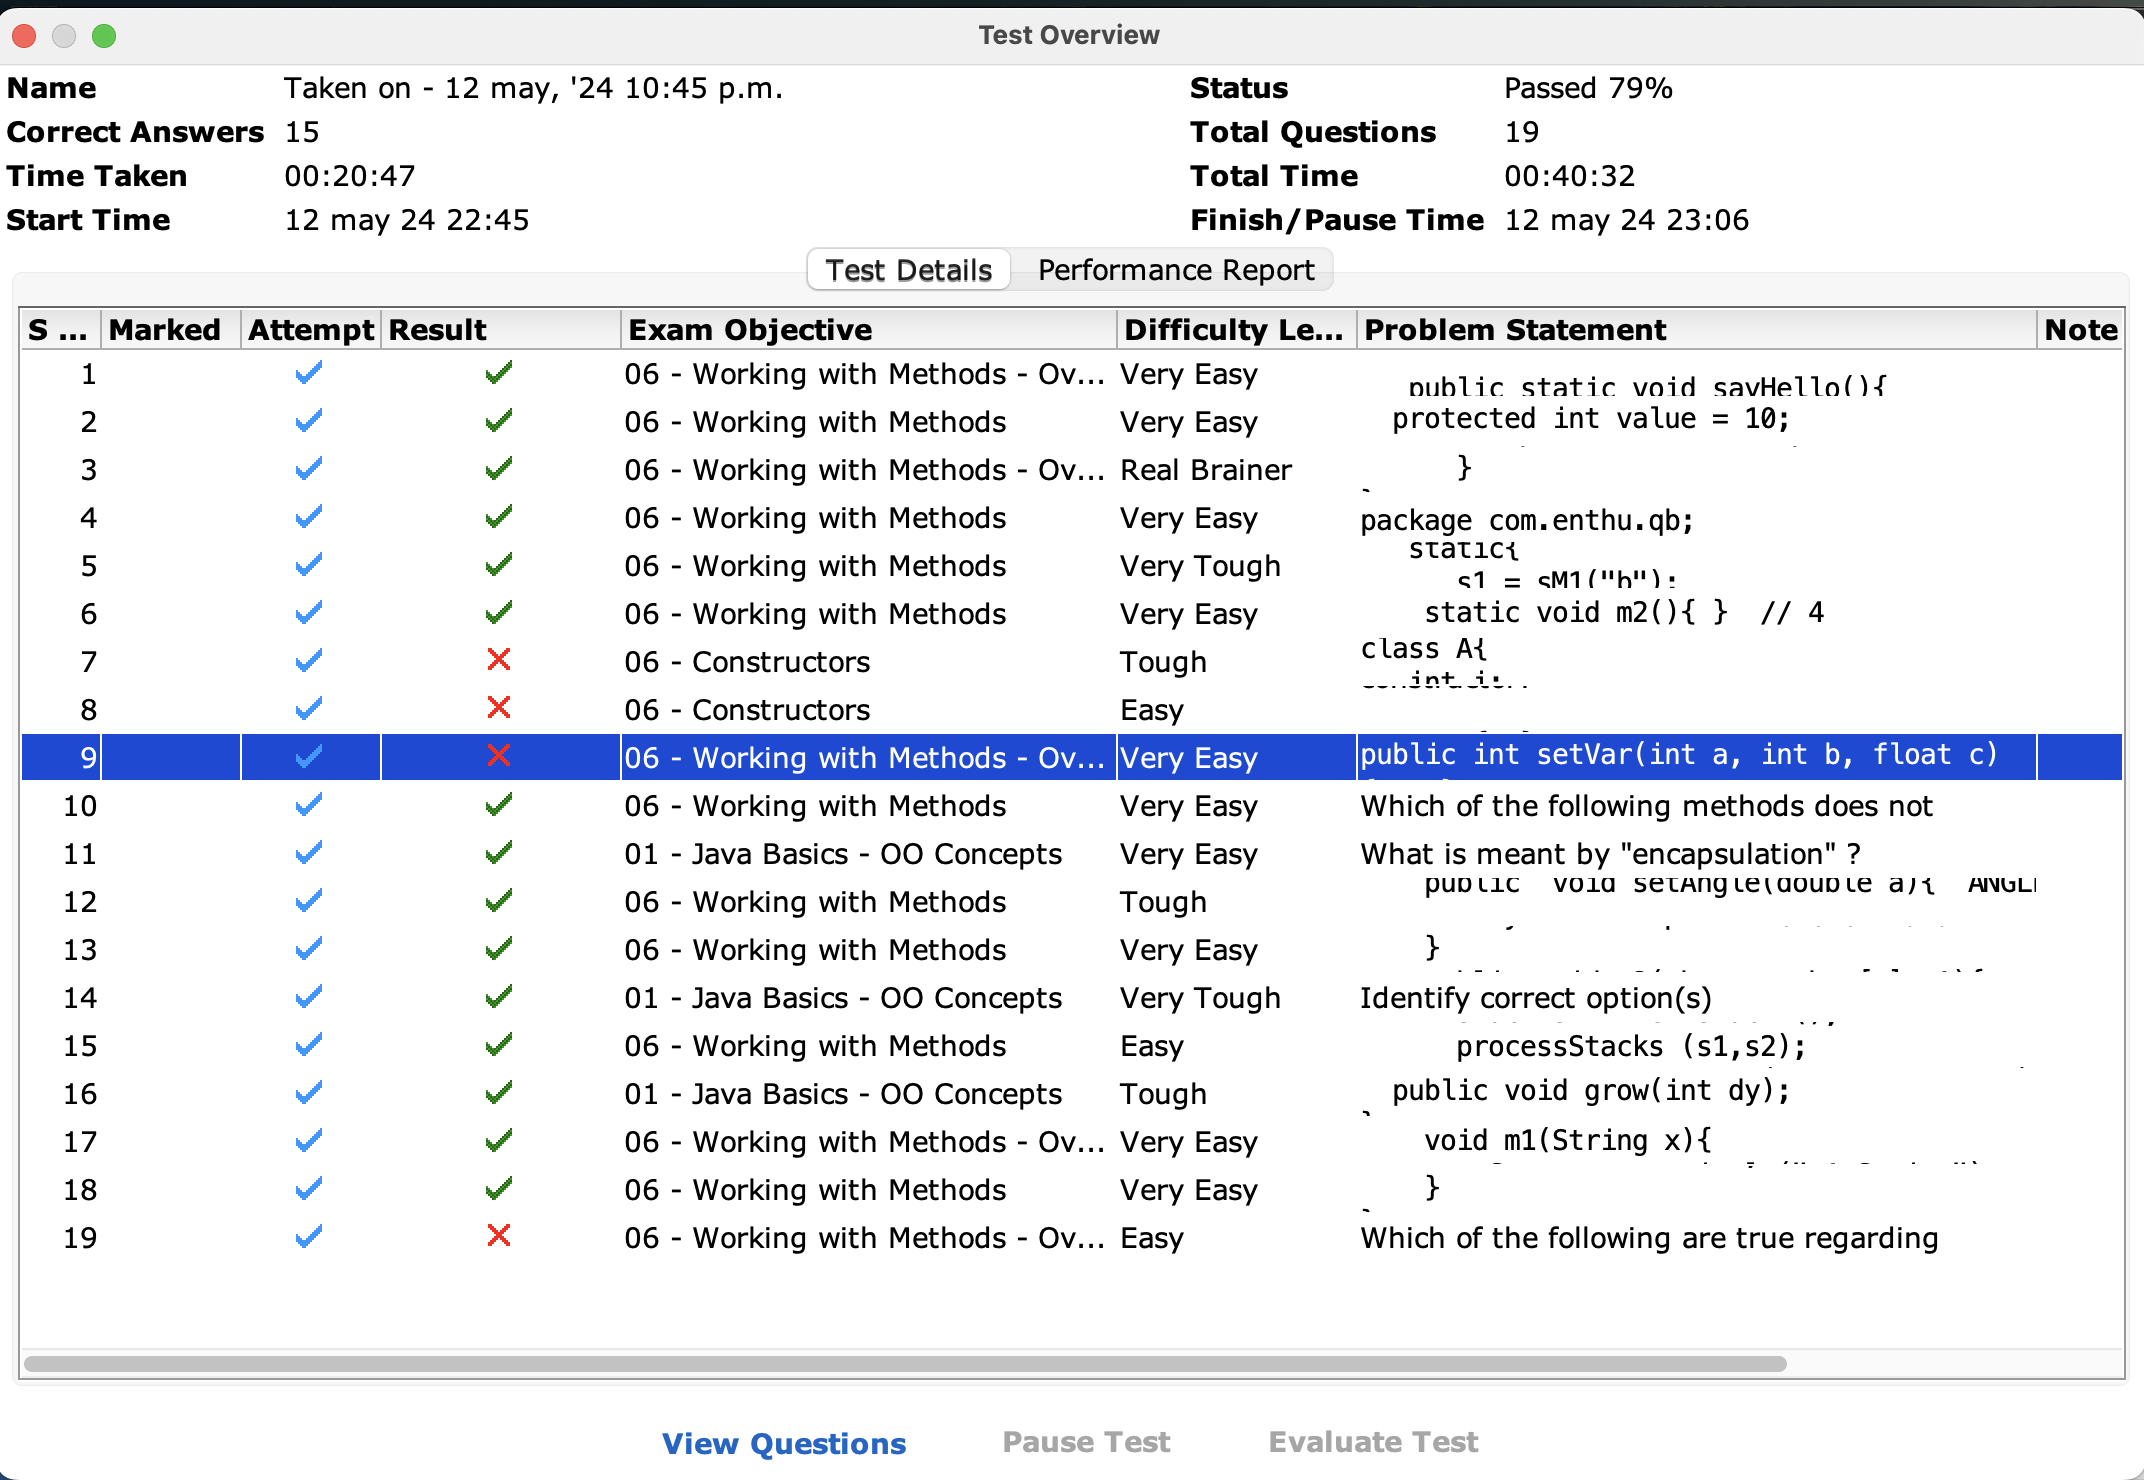 Test Overview
Name Taken on - 12 may, '24 10:45 p.m. Status Passed 79%
Correct Answers 15 Total Questions 19
Time Taken 00:20:47 Total Time 00:40:32
Start Time 12 may 24 22:45 Finish/Pause Time 12 may 24 23:06
Test Details Performance Report
S ... Marked Attempt Result Exam Objective Difficulty Le... Problem Statement Note
1 06 - Working with Methods - Ov... Very Easy public static void sayHello(){
2 06 - Working with Methods Very Easy protected int value = 10;
3 06 - Working with Methods - Ov... Real Brainer }
4 06 - Working with Methods Very Easy package com.enthu.qb;
5 06 - Working with Methods Very Tough static{
s1 = sM1("b");
6 06 - Working with Methods Very Easy static void m2(){ } // 4
7 06 - Constructors Tough class A{
int i;
8 06 - Constructors Easy
9 06 - Working with Methods - Ov... Very Easy public int setVar(int a, int b, float c)
10 06 - Working with Methods Very Easy Which of the following methods does not
11 01 - Java Basics - OO Concepts Very Easy What is meant by "encapsulation" ?
12 06 - Working with Methods Tough public void setAngle(double a){ ANGL
13 06 - Working with Methods Very Easy }
14 01 - Java Basics - OO Concepts Very Tough Identify correct option(s)
15 06 - Working with Methods Easy processStacks (s1,s2);
16 01 - Java Basics - OO Concepts Tough public void grow(int dy);
17 06 - Working with Methods - Ov... Very Easy void m1(String x){
18 06 - Working with Methods Very Easy }
19 06 - Working with Methods - Ov... Easy Which of the following are true regarding
View Questions Pause Test Evaluate Test